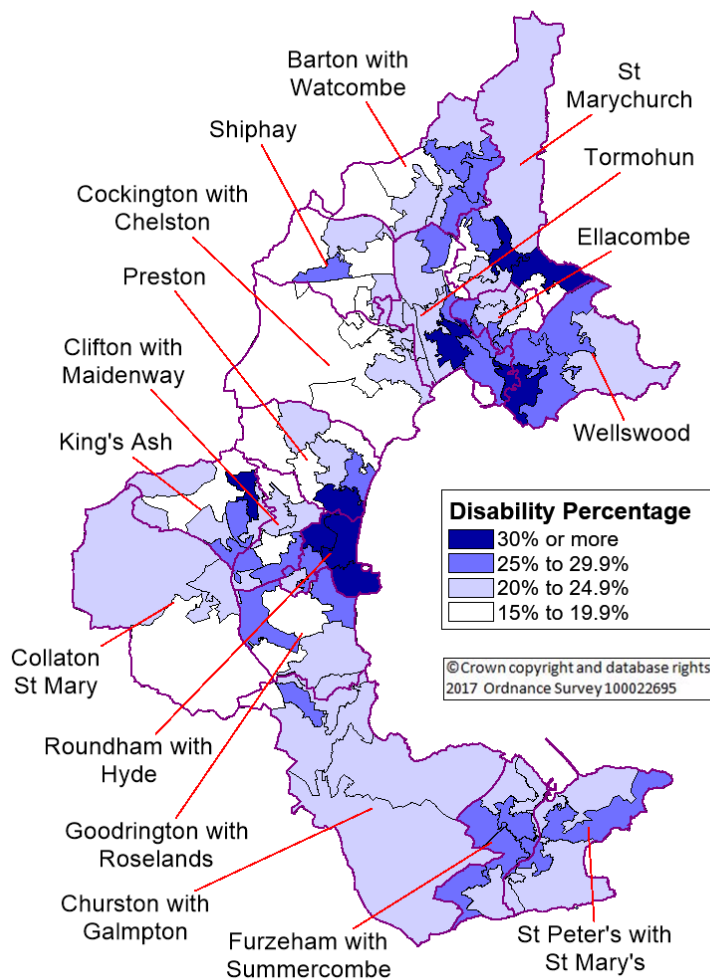 Barton with
Watcombe
St
Marychurch
Shiphay
Tormohun
Cockington with
Chelston
Ellacombe
Preston
Clifton with
Maidenway
King's Ash
Wellswood
Disability Percentage
30% or more
25% to 29.9%
20% to 24.9%
15% to 19.9%
Collaton
St Mary
©Crown copyright and database rights
2017 Ordnance Survey 100022695
Roundham with
Hyde
Goodrington with
Roselands
Churston with
Galmpton
Furzeham with
Summercombe
St Peter's with
St Mary's